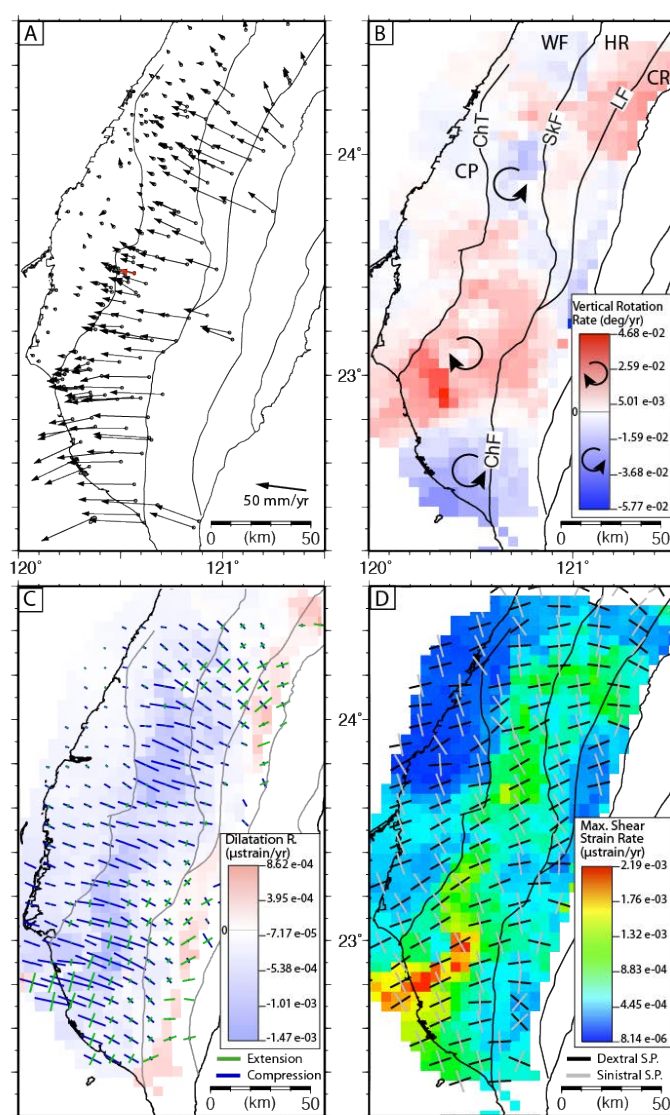 A
24°
23°
50 mm/yr
0 50
(km)
120° 121°
B
WF HR
CR
LF
ChT
SkF
CP
ChF
Vertical Rotation
Rate (deg/yr)
4.68 e-02
2.59 e-02
5.01 e-03
0
-1.59 e-02
-3.68 e-02
-5.77 e-02
0 50
(km)
120° 121°
C
24°
23°
Dilatation R.
(µstrain/yr)
8.62 e-04
3.95 e-04
0
-7.17 e-05
-5.38 e-04
-1.01 e-03
-1.47 e-03
Extension
Compression
0 50
(km)
D
Max. Shear
Strain Rate
(µstrain/yr)
2.19 e-03
1.76 e-03
1.48 e-03
8.83 e-04
4.45 e-04
8.14 e-06
Dextral S.P.
Sinistral S.P.
0 50
(km)